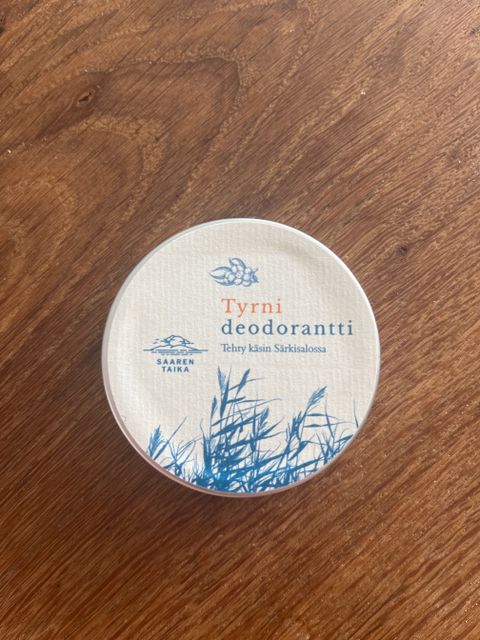 Tyrni
deodorantti
Tehty käsin Särkisalossa
SAAREN
TAIKA